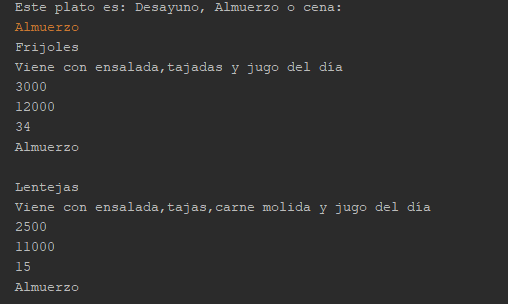 Este plato es: Desayuno, Almuerzo o cena:
Almuerzo
Frijoles
Viene con ensalada,tajadas y jugo del día
3000
12000
34
Almuerzo
Lentejas
Viene con ensalada,tajas,carne molida y jugo del día
2500
11000
15
Almuerzo